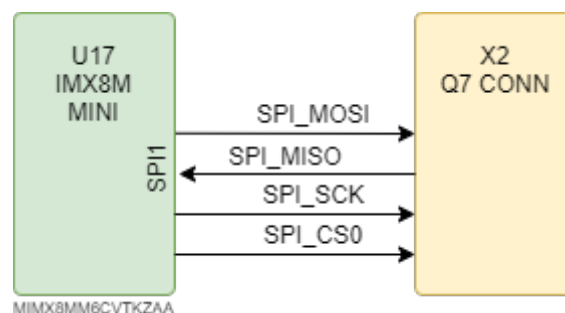 U17
IMX8M
MINI
SPI1
X2
Q7 CONN
SPI_MOSI
SPI_MISO
SPI_SCK
SPI_CS0
MIMX8MM6CVTKZAA